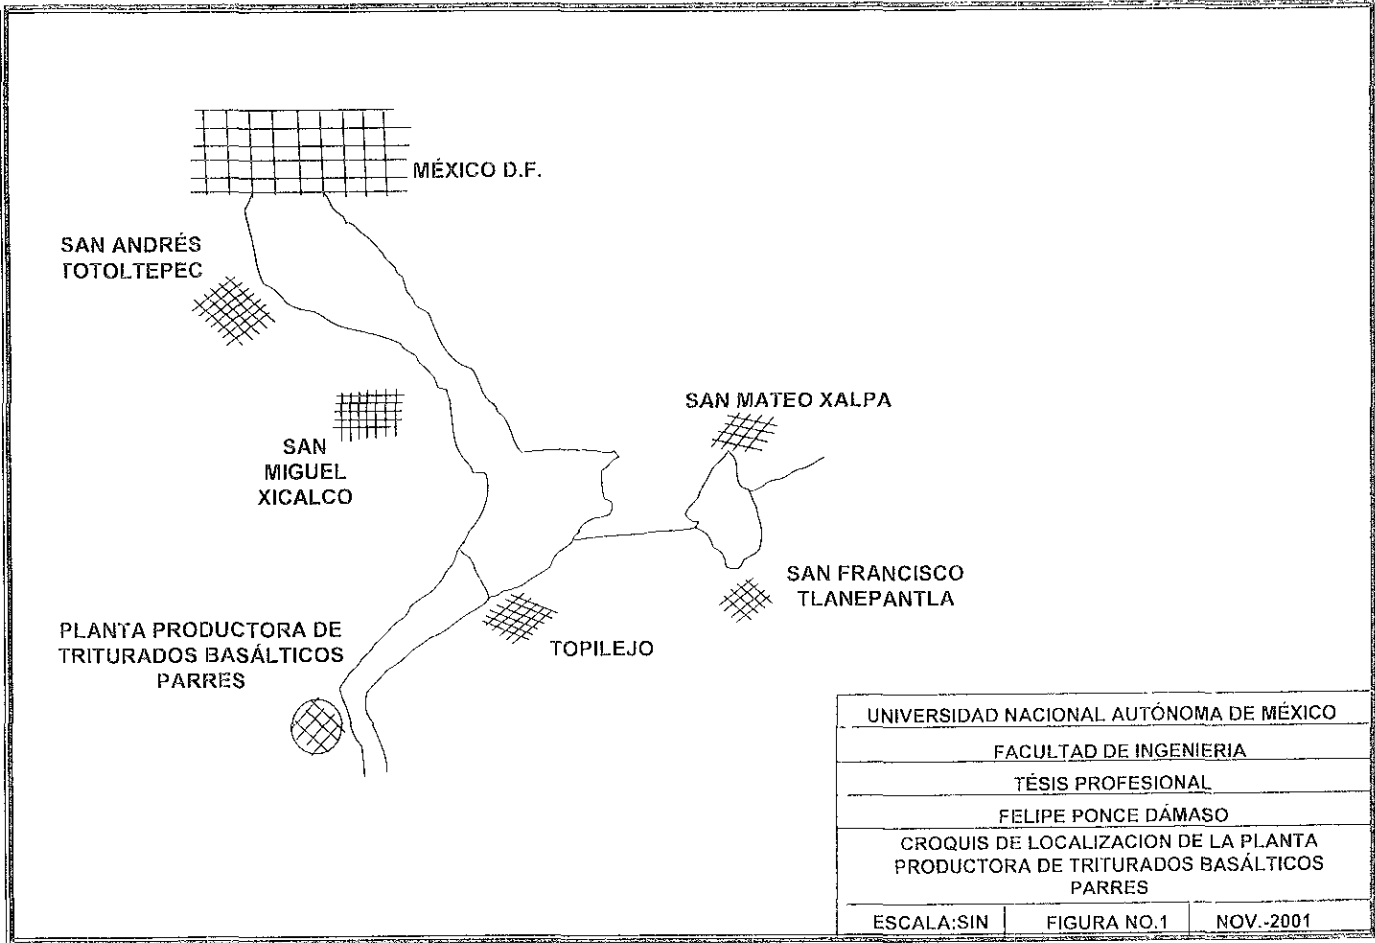 MÉXICO D.F.
SAN ANDRÉS
TOTOLTEPEC
SAN MATEO XALPA
SAN
MIGUEL
XICALCO
SAN FRANCISCO
TLANEPANTLA
PLANTA PRODUCTORA DE
TRITURADOS BASÁLTICOS
PARRES
TOPILEJO
UNIVERSIDAD NACIONAL AUTÓNOMA DE MÉXICO
FACULTAD DE INGENIERIA
TÉSIS PROFESIONAL
FELIPE PONCE DÁMASO
CROQUIS DE LOCALIZACION DE LA PLANTA
PRODUCTORA DE TRITURADOS BASÁLTICOS
PARRES
ESCALA:SIN FIGURA NO.1 NOV.-2001